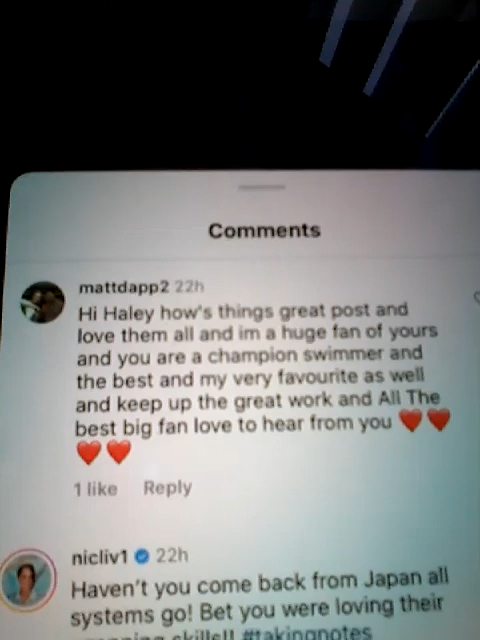 Comments
mattdapp2 22h
Hi Haley how's things great post and
love them all and im a huge fan of yours
and you are a champion swimmer and
the best and my very favourite as well
and keep up the great work and All The
best big fan love to hear from you ❤️❤️
❤️❤️
1 like Reply
nicliv1 22h
Haven't you come back from Japan all
systems go! Bet you were loving their
skills!! #takingnotes